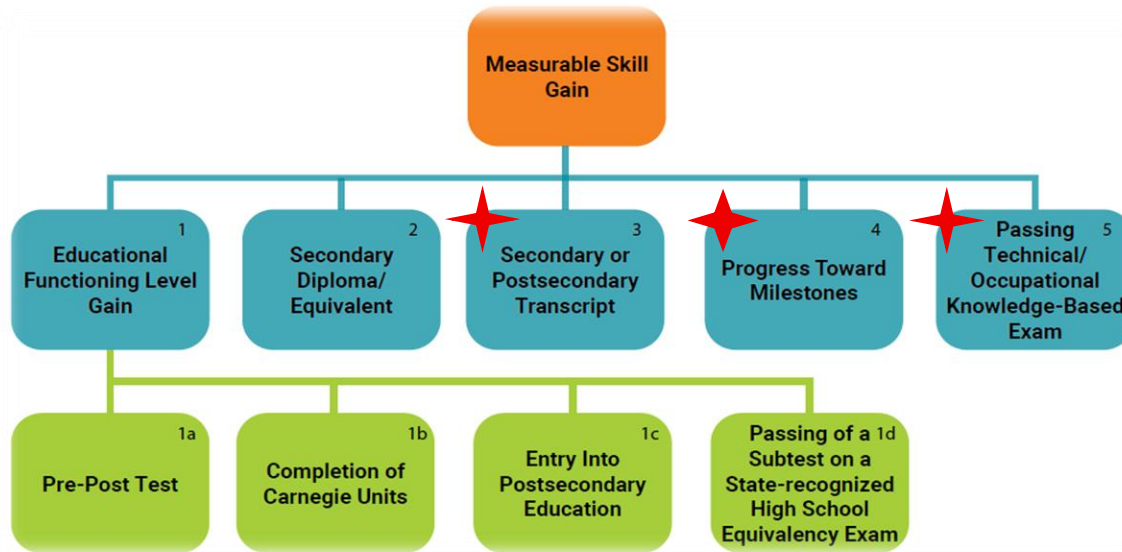 Measurable Skill
Gain
1
Educational
Functioning Level
Gain
2
Secondary
Diploma/
Equivalent
3
Secondary or
Postsecondary
Transcript
4
Progress Toward
Milestones
5
Passing
Technical/
Occupational
Knowledge-Based
Exam
1a
Pre-Post Test
1b
Completion of
Carnegie Units
1c
Entry Into
Postsecondary
Education
1d
Passing of a
Subtest on a
State-recognized
High School
Equivalency Exam